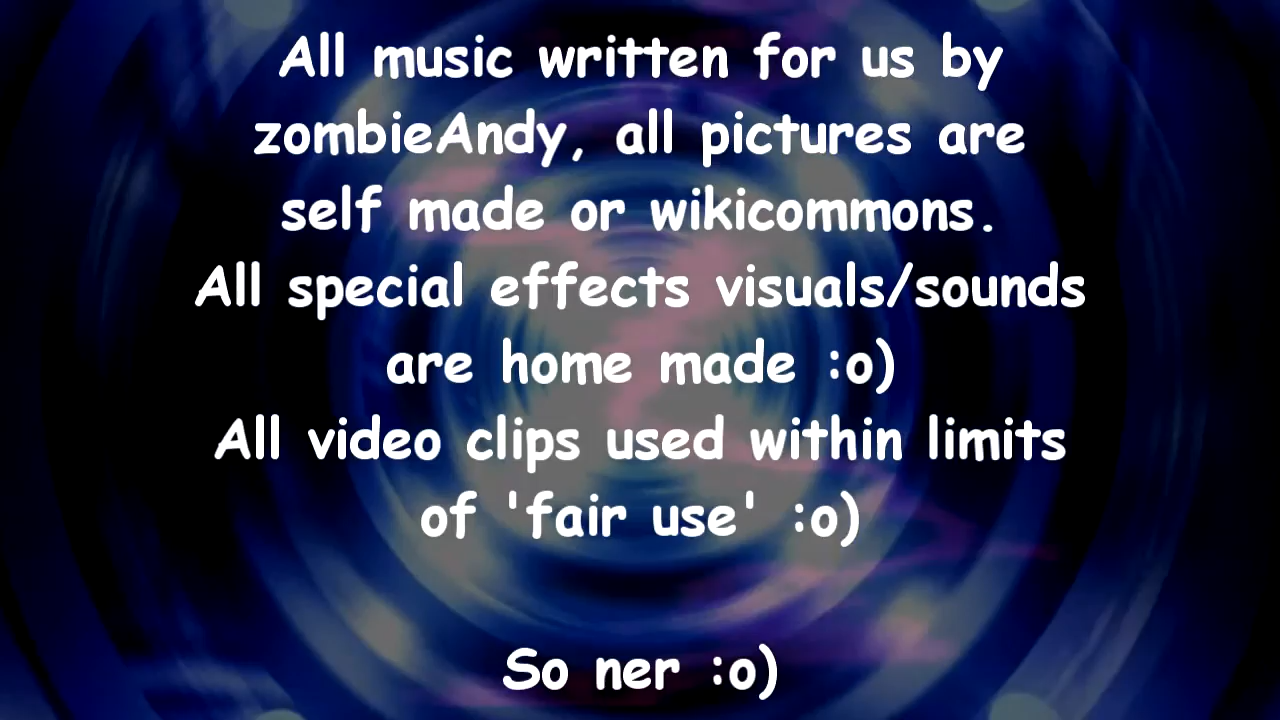 All music written for us by
zombieAndy, all pictures are
self made or wikicommons.
All special effects visuals/sounds
are home made :o)
All video clips used within limits
of 'fair use' :o)
So ner :o)